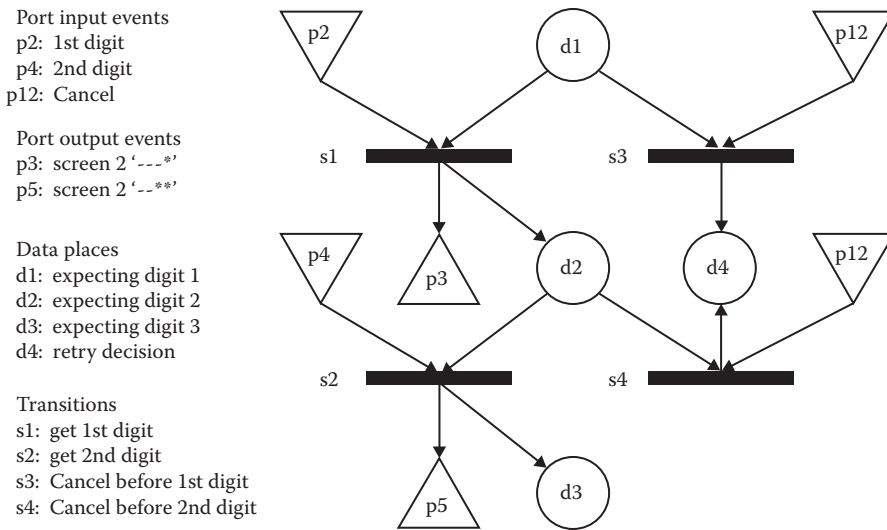 Port input events
p2: 1st digit
p4: 2nd digit
p12: Cancel
Port output events
p3: screen 2 ‘---*’
p5: screen 2 ‘--**’
Data places
d1: expecting digit 1
d2: expecting digit 2
d3: expecting digit 3
d4: retry decision
Transitions
s1: get 1st digit
s2: get 2nd digit
s3: Cancel before 1st digit
s4: Cancel before 2nd digit
p2
d1
p12
s1
s3
p4
p3
d2
d4
p12
s2
s4
p5
d3